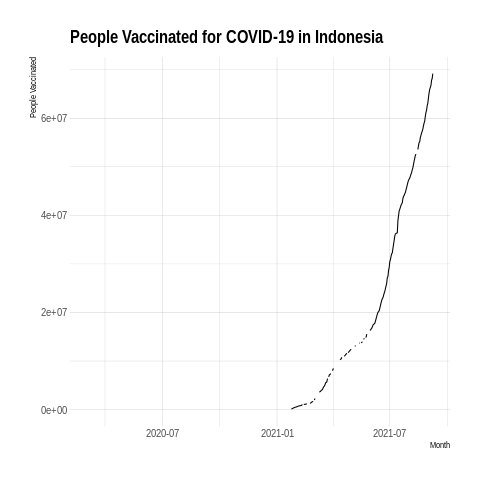 People Vaccinated for COVID-19 in Indonesia
People Vaccinated
6e+07
4e+07
2e+07
0e+00
2020-07 2021-01 2021-07
Month